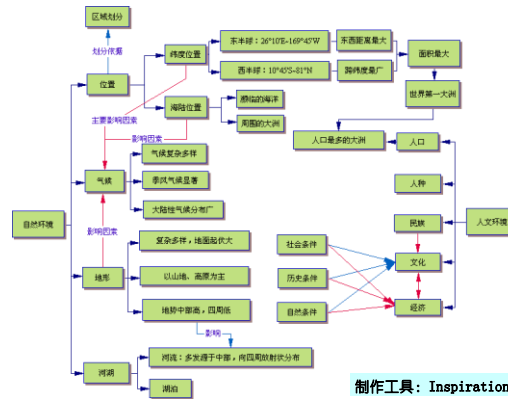 区域划分
划分依据
位置
纬度位置
东半球：26°10'E-169°45'W
东西距离最大
西半球：10°45'S-81°N
跨纬度最广
面积最大
世界第一大洲
海陆位置
濒临的海洋
周围的大洲
主要影响因素
影响因素
人口最多的大洲
人口
气候
气候复杂多样
季风气候显著
大陆性气候分布广
人种
自然环境
影响因素
民族
人文环境
地形
复杂多样，地面起伏大
以山地、高原为主
地势中部高，四周低
社会条件
历史条件
自然条件
文化
经济
影响
河湖
河流：多发源于中部，向四周放射状分布
湖泊
制作工具：Inspiration